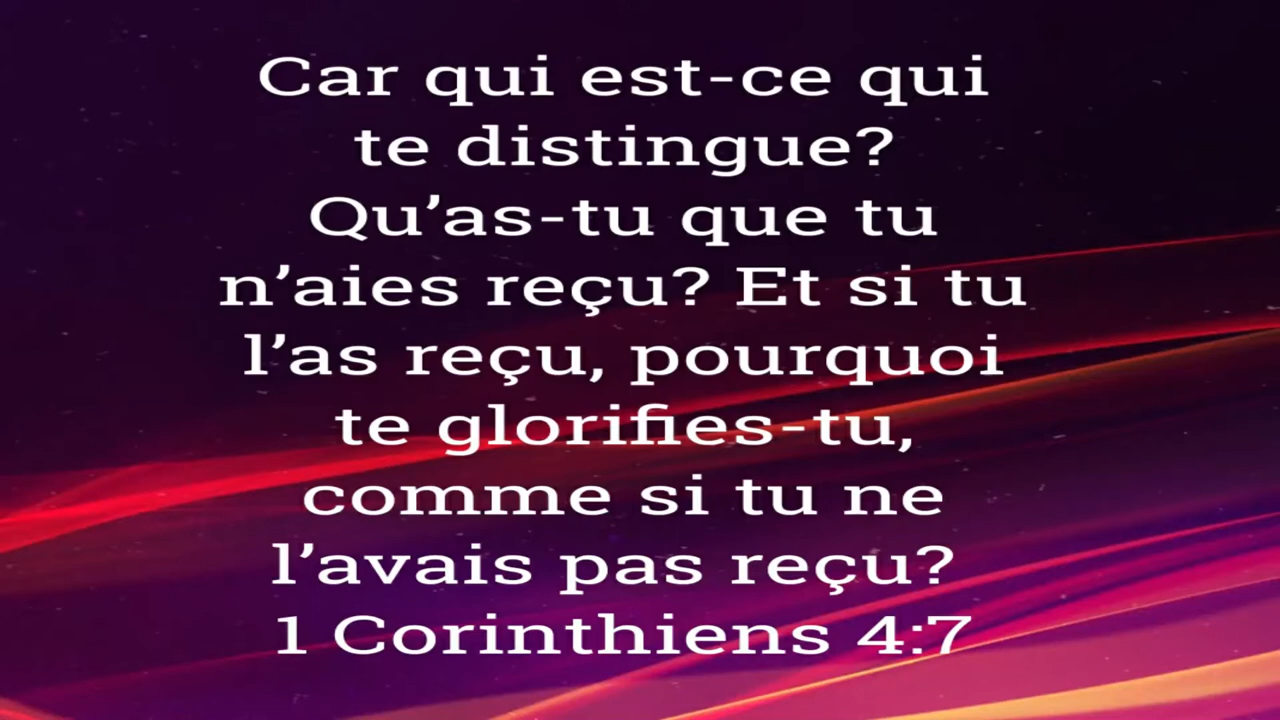 Car qui est-ce qui
te distingue?
Qu’as-tu que tu
n’aies reçu? Et si tu
l’as reçu, pourquoi
te glorifies-tu,
comme si tu ne
l’avais pas reçu?
1 Corinthiens 4:7